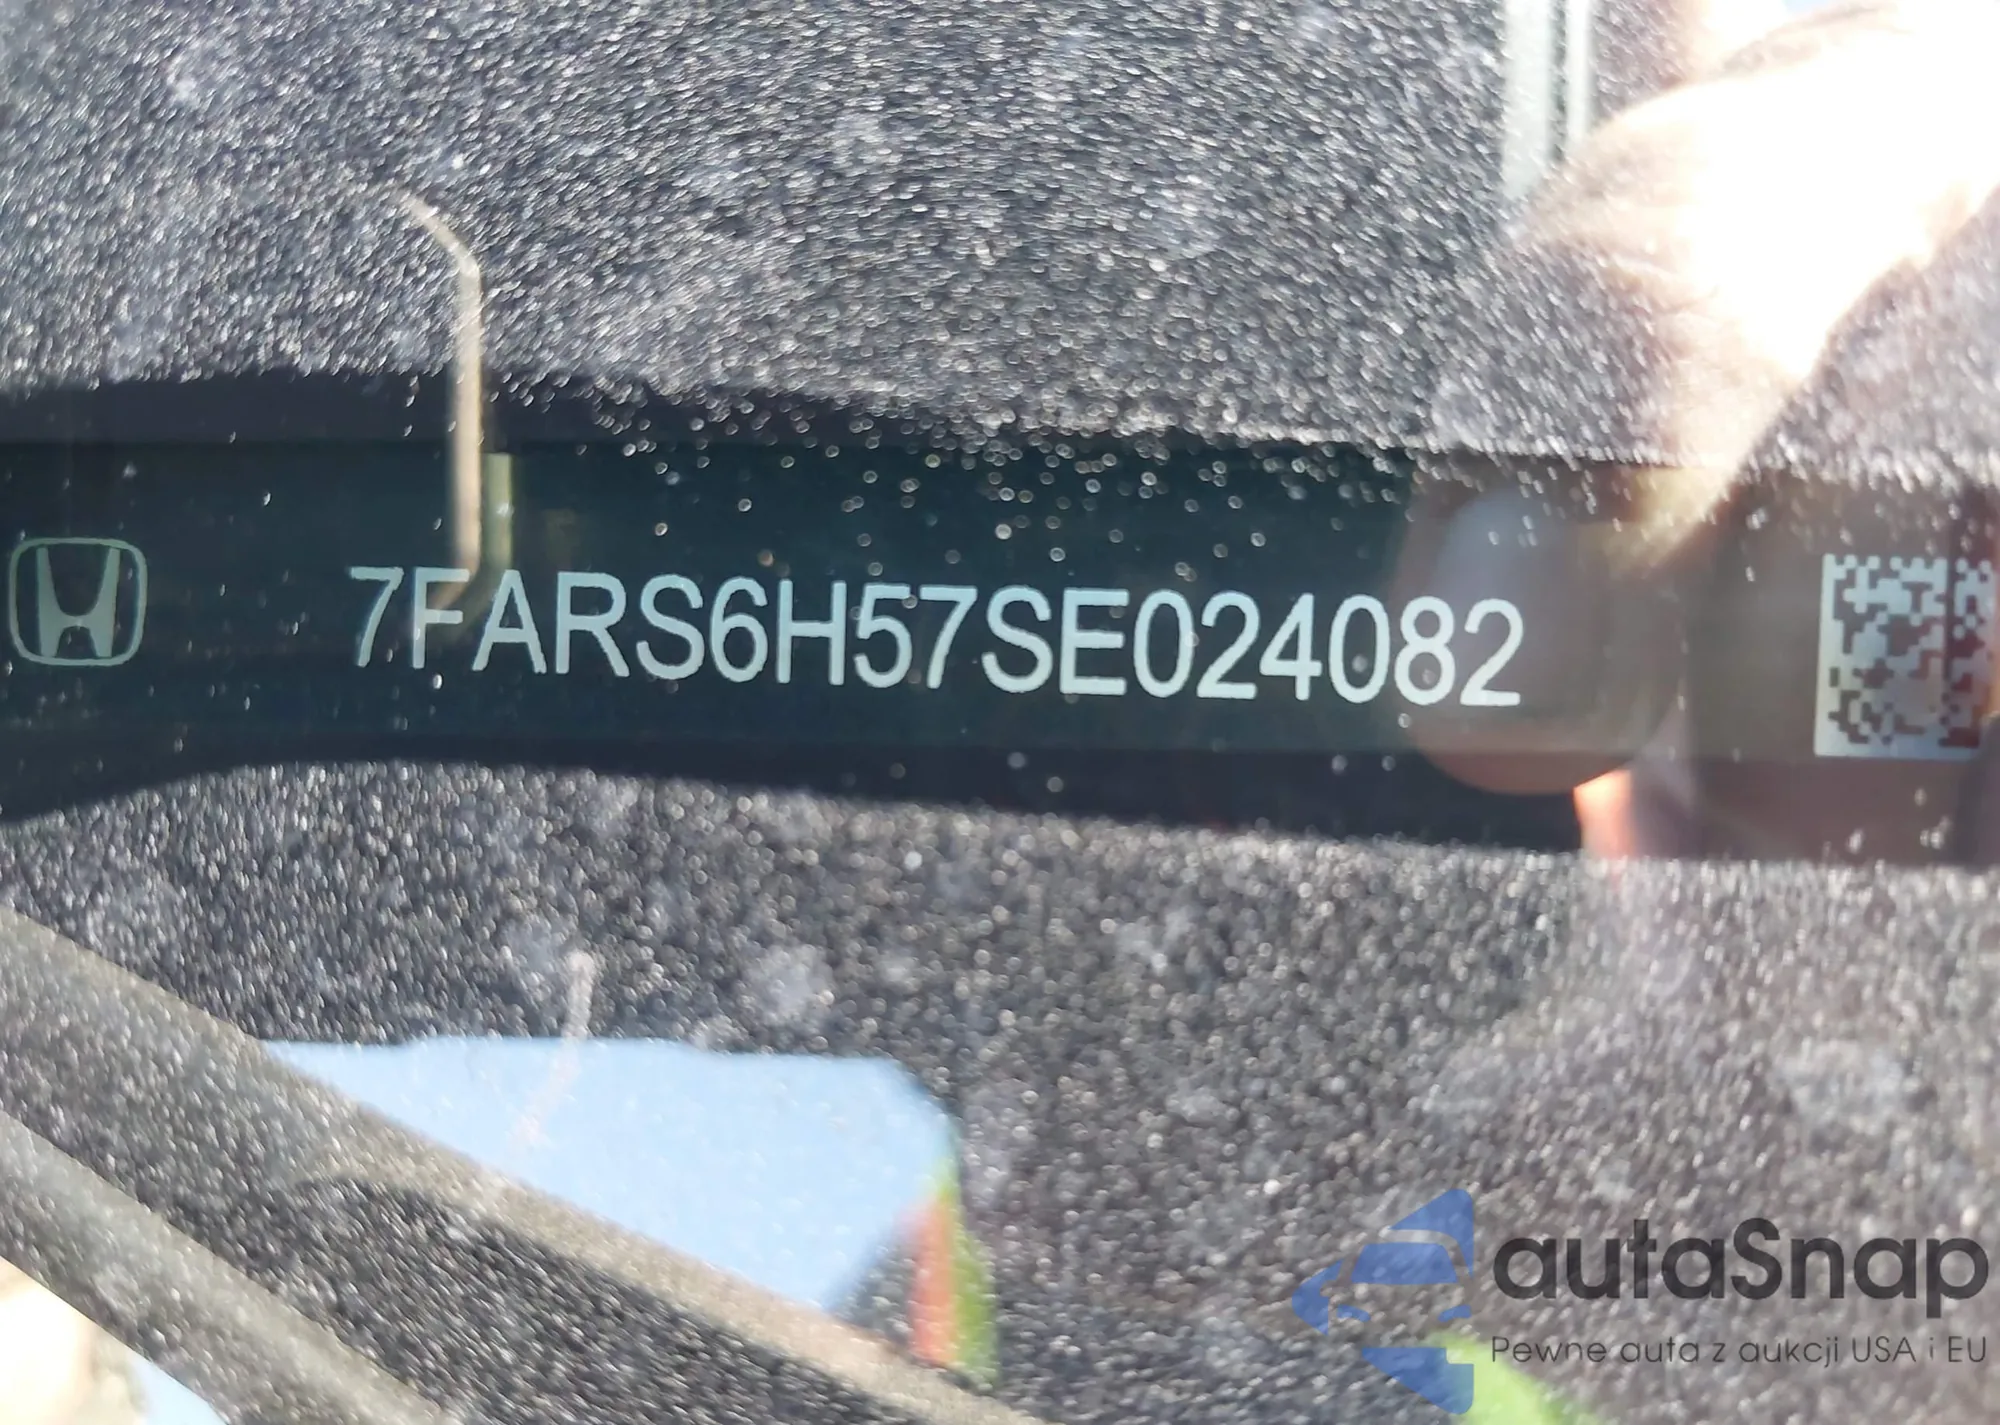 7FARS6H57SE024082
autaSnap
Pewne auta z aukcji USA i EU